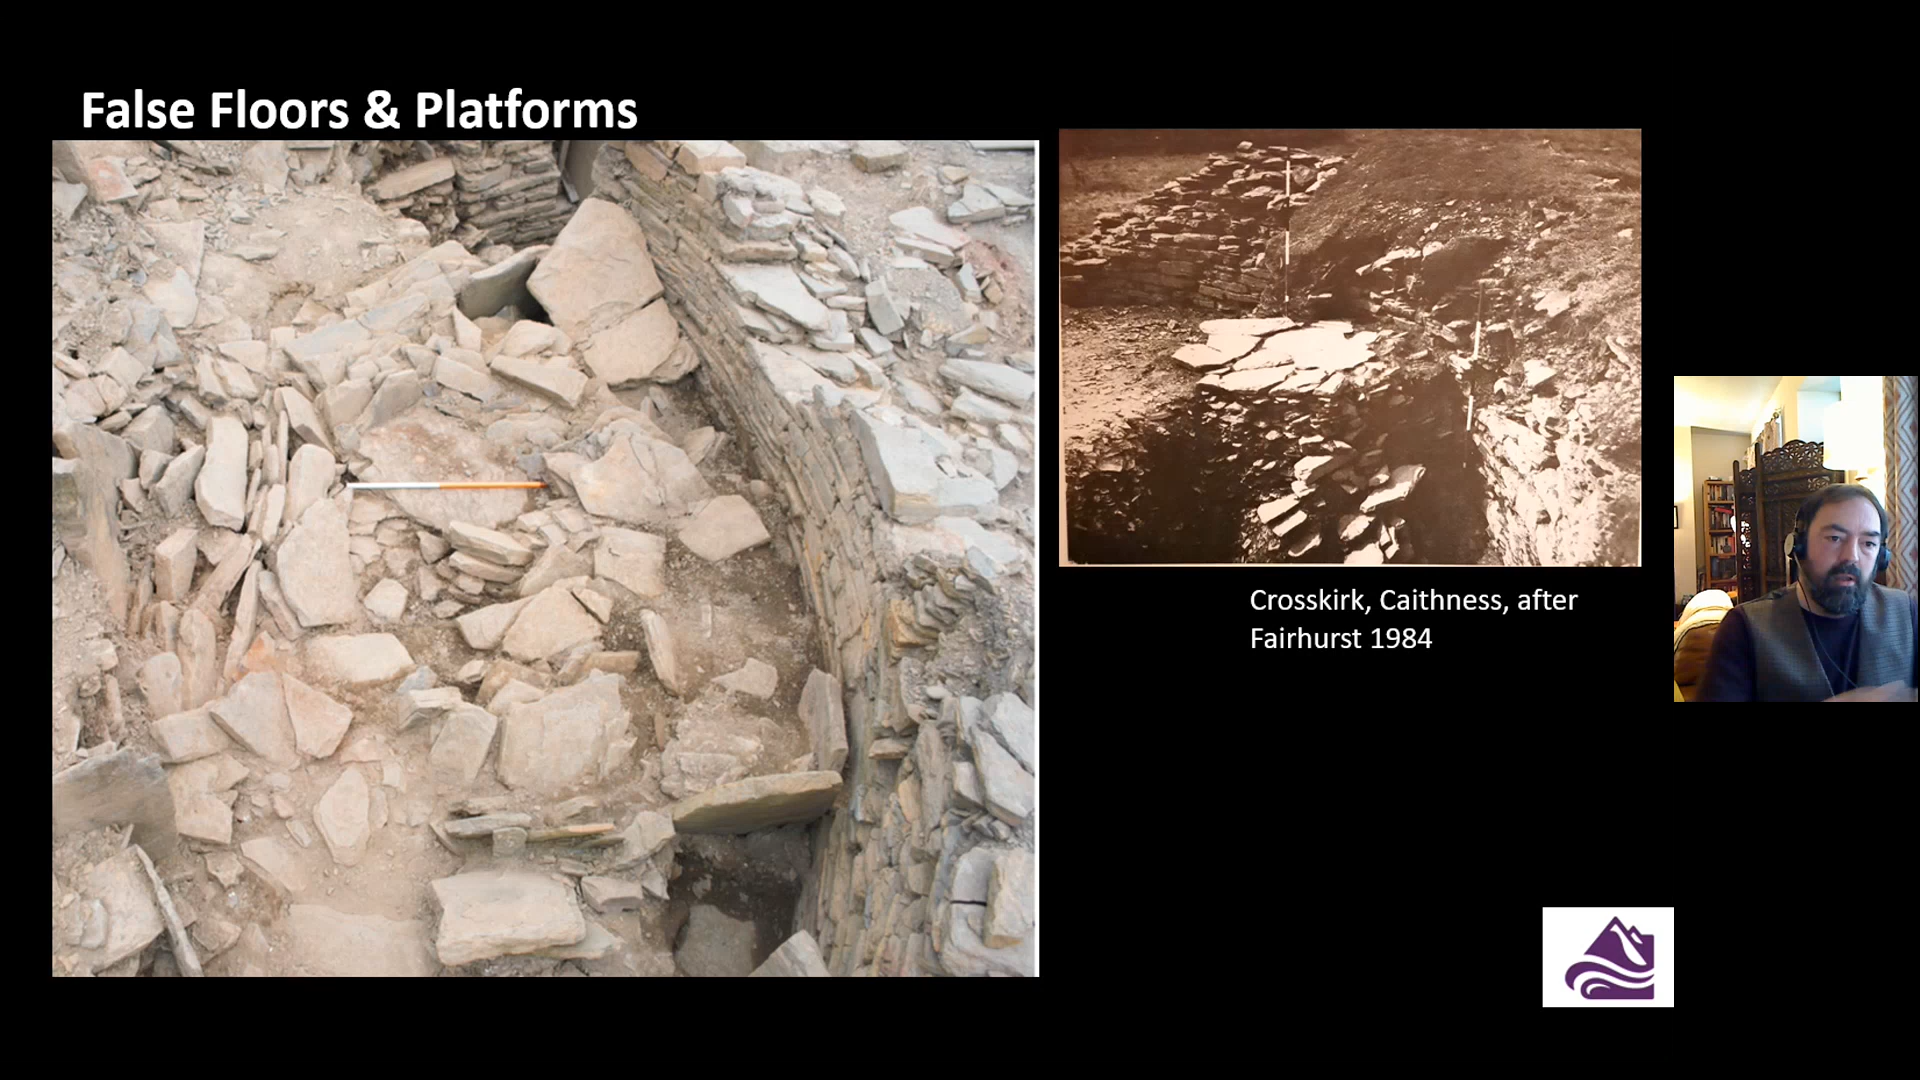 False Floors & Platforms
Crosskirk, Caithness, after
Fairhurst 1984